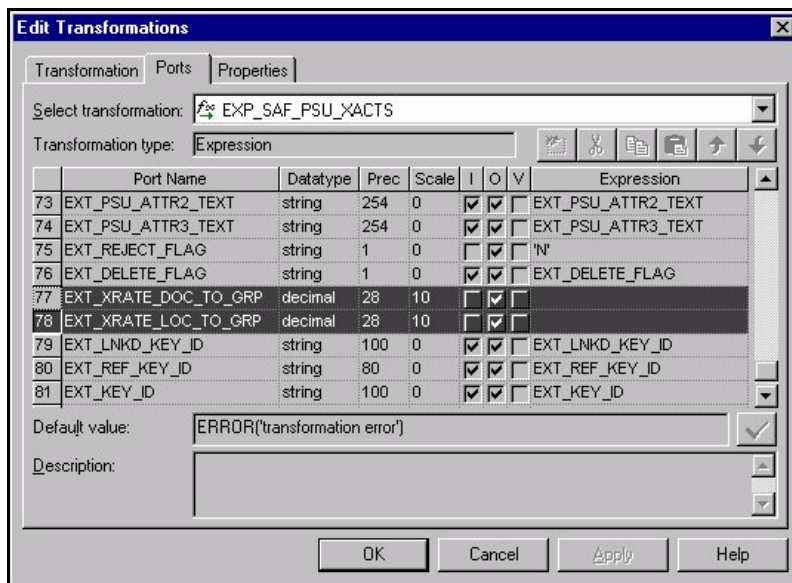 Edit Transformations
Transformation Ports Properties
Select transformation: EXP_SAF_PSU_XACTS
Transformation type: Expression
Port Name Datatype Prec Scale I O V Expression
73 EXT_PSU_ATTR2_TEXT string 254 0 EXT_PSU_ATTR2_TEXT
74 EXT_PSU_ATTR3_TEXT string 254 0 EXT_PSU_ATTR3_TEXT
75 EXT_REJECT_FLAG string 1 0 'N'
76 EXT_DELETE_FLAG string 1 0 EXT_DELETE_FLAG
77 EXT_XRATE_DOC_TO_GRP decimal 28 10
78 EXT_XRATE_LOC_TO_GRP decimal 28 10
79 EXT_LNKD_KEY_ID string 100 0 EXT_LNKD_KEY_ID
80 EXT_REF_KEY_ID string 80 0 EXT_REF_KEY_ID
81 EXT_KEY_ID string 100 0 EXT_KEY_ID
Default value: ERROR('transformation error')
Description:
OK Cancel Apply Help